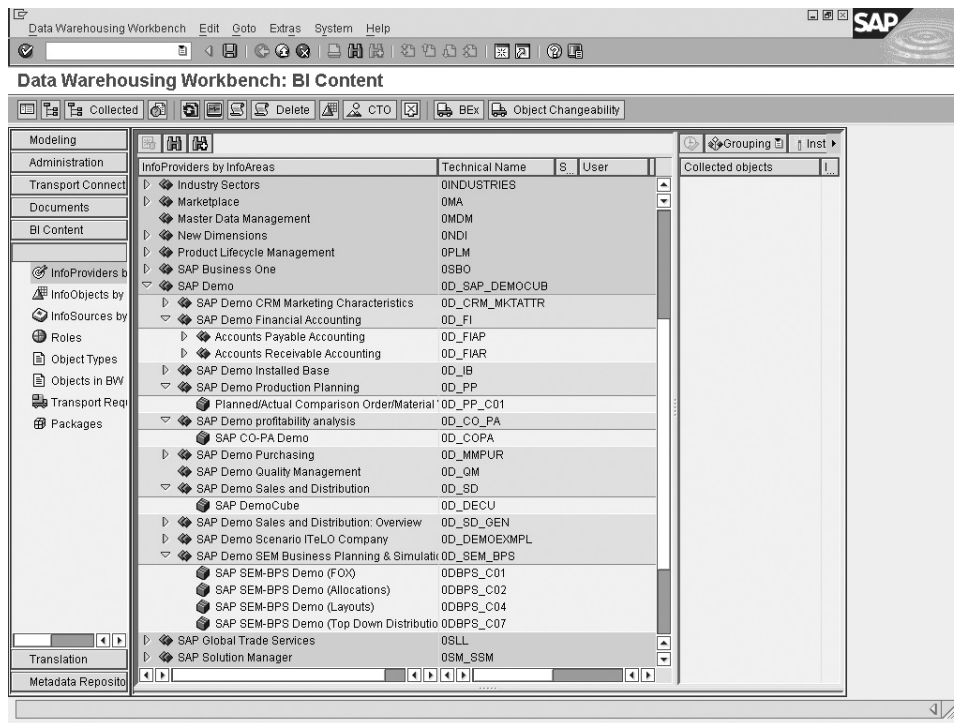 Data Warehousing Workbench Edit Goto Extras System Help
SAP
Data Warehousing Workbench: BI Content
Collected Delete CTO BEx Object Changeability
Modeling
Administration
Transport Connect
Documents
BI Content
InfoProviders b
InfoObjects by
InfoSources by
Roles
Object Types
Objects in BW
Transport Requ
Packages
Translation
Metadata Reposito
InfoProviders by InfoAreas Technical Name S... User
Industry Sectors 0INDUSTRIES
Marketplace 0MA
Master Data Management 0MDM
New Dimensions 0NDI
Product Lifecycle Management 0PLM
SAP Business One 0SBO
SAP Demo 0D_SAP_DEMOCUB
SAP Demo CRM Marketing Characteristics 0D_CRM_MKTATTR
SAP Demo Financial Accounting 0D_FI
Accounts Payable Accounting 0D_FIAP
Accounts Receivable Accounting 0D_FIAR
SAP Demo Installed Base 0D_IB
SAP Demo Production Planning 0D_PP
Planned/Actual Comparison Order/Material 0D_PP_C01
SAP Demo profitability analysis 0D_CO_PA
SAP CO-PA Demo 0D_COPA
SAP Demo Purchasing 0D_MMPUR
SAP Demo Quality Management 0D_QM
SAP Demo Sales and Distribution 0D_SD
SAP DemoCube 0D_DECU
SAP Demo Sales and Distribution: Overview 0D_SD_GEN
SAP Demo Scenario ITeLO Company 0D_DEMOEXMPL
SAP Demo SEM Business Planning & Simulati 0D_SEM_BPS
SAP SEM-BPS Demo (FOX) 0DBPS_C01
SAP SEM-BPS Demo (Allocations) 0DBPS_C02
SAP SEM-BPS Demo (Layouts) 0DBPS_C04
SAP SEM-BPS Demo (Top Down Distributio 0DBPS_C07
SAP Global Trade Services 0SLL
SAP Solution Manager 0SM_SSM
Grouping Inst
Collected objects I...